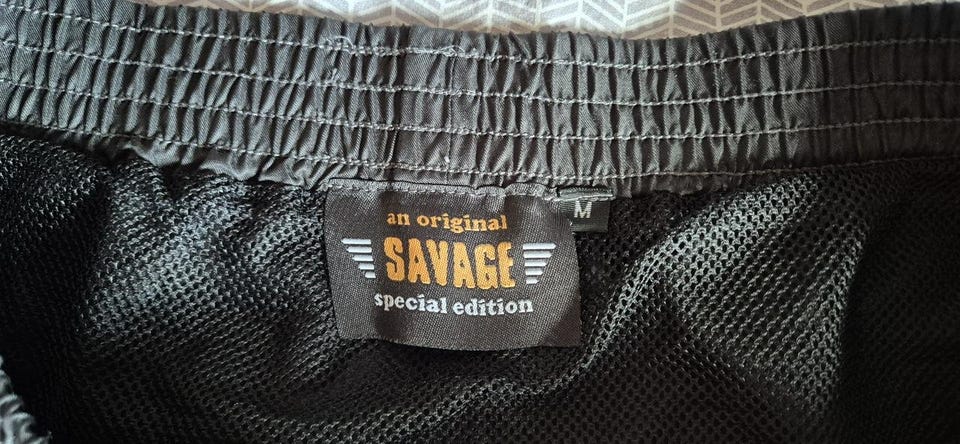 an original
SAVAGE
special edition
M